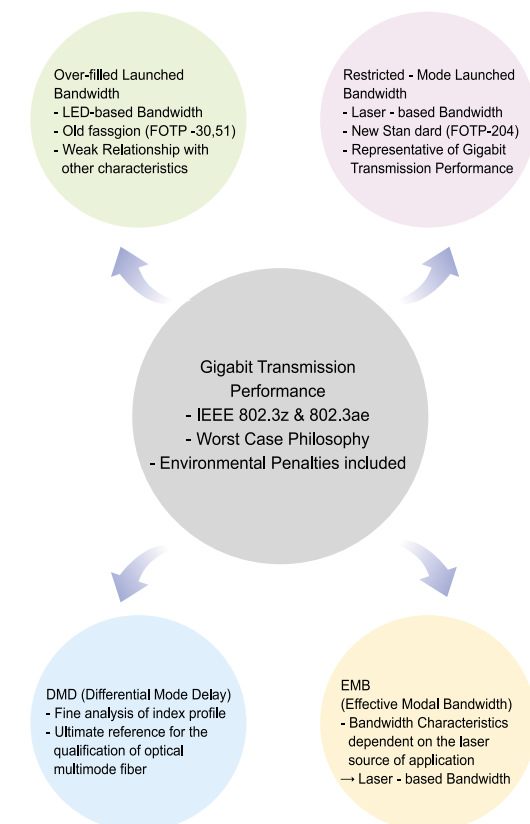 Over-filled Launched
Bandwidth
- LED-based Bandwidth
- Old fassgion (FOTP -30,51)
- Weak Relationship with
other characteristics
Restricted - Mode Launched
Bandwidth
- Laser - based Bandwidth
- New Stan dard (FOTP-204)
- Representative of Gigabit
Transmission Performance
Gigabit Transmission
Performance
- IEEE 802.3z & 802.3ae
- Worst Case Philosophy
- Environmental Penalties included
DMD (Differential Mode Delay)
- Fine analysis of index profile
- Ultimate reference for the
qualification of optical
multimode fiber
EMB
(Effective Modal Bandwidth)
- Bandwidth Characteristics
dependent on the laser
source of application
→ Laser - based Bandwidth